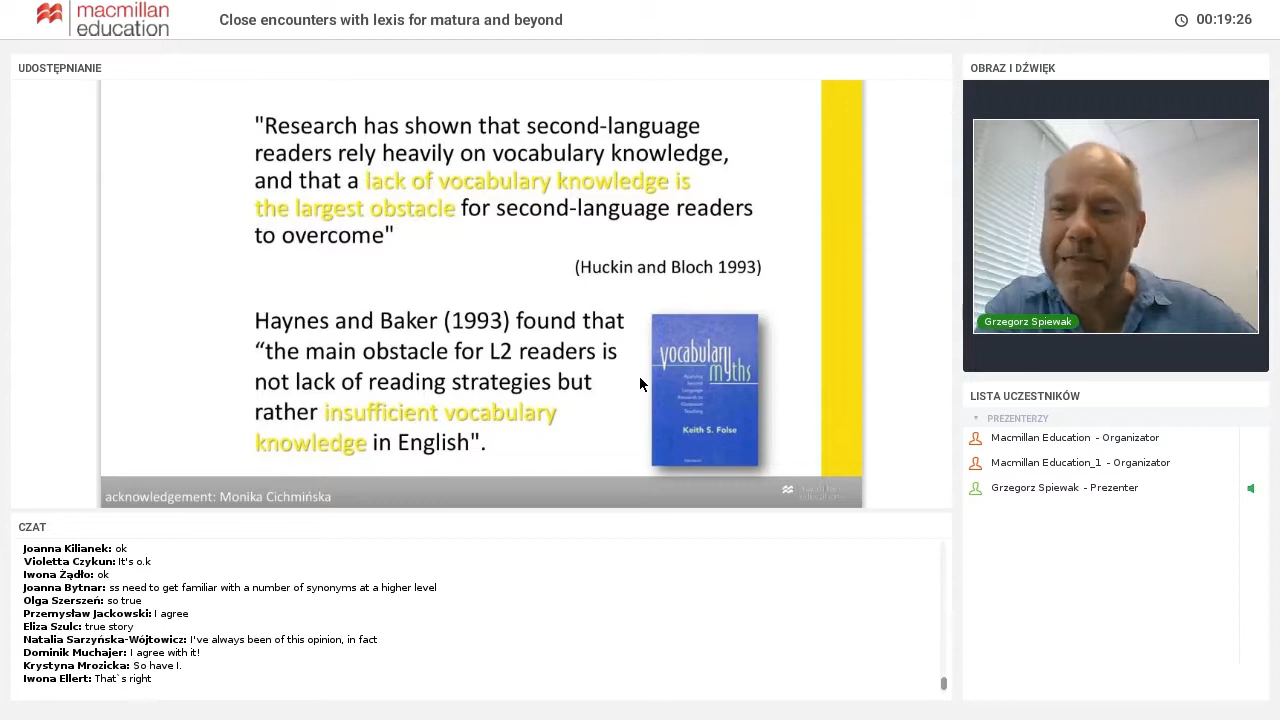 macmillan
education
Close encounters with lexis for matura and beyond
00:19:26
UDOSTĘPNIANIE
"Research has shown that second-language
readers rely heavily on vocabulary knowledge,
and that a lack of vocabulary knowledge is
the largest obstacle for second-language readers
to overcome"
(Huckin and Bloch 1993)
Haynes and Baker (1993) found that
“the main obstacle for L2 readers is
not lack of reading strategies but
rather insufficient vocabulary
knowledge in English".
vocabulary
myths
Applying
Second
Language
Research to
Classroom
Teaching
Keith S. Folse
acknowledgement: Monika Cichmińska
CZAT
Joanna Kilianek: ok
Violetta Czykun: It's o.k
Iwona Żądło: ok
Joanna Bytnar: ss need to get familiar with a number of synonyms at a higher level
Olga Szerszeń: so true
Przemysław Jackowski: I agree
Eliza Szulc: true story
Natalia Sarzyńska-Wójtowicz: I've always been of this opinion, in fact
Dominik Muchajer: I agree with it!
Krystyna Mrozicka: So have I.
Iwona Ellert: That`s right
OBRAZ I DŹWIĘK
Grzegorz Spiewak
LISTA UCZESTNIKÓW
PREZENTERZY
Macmillan Education - Organizator
Macmillan Education_1 - Organizator
Grzegorz Spiewak - Prezenter